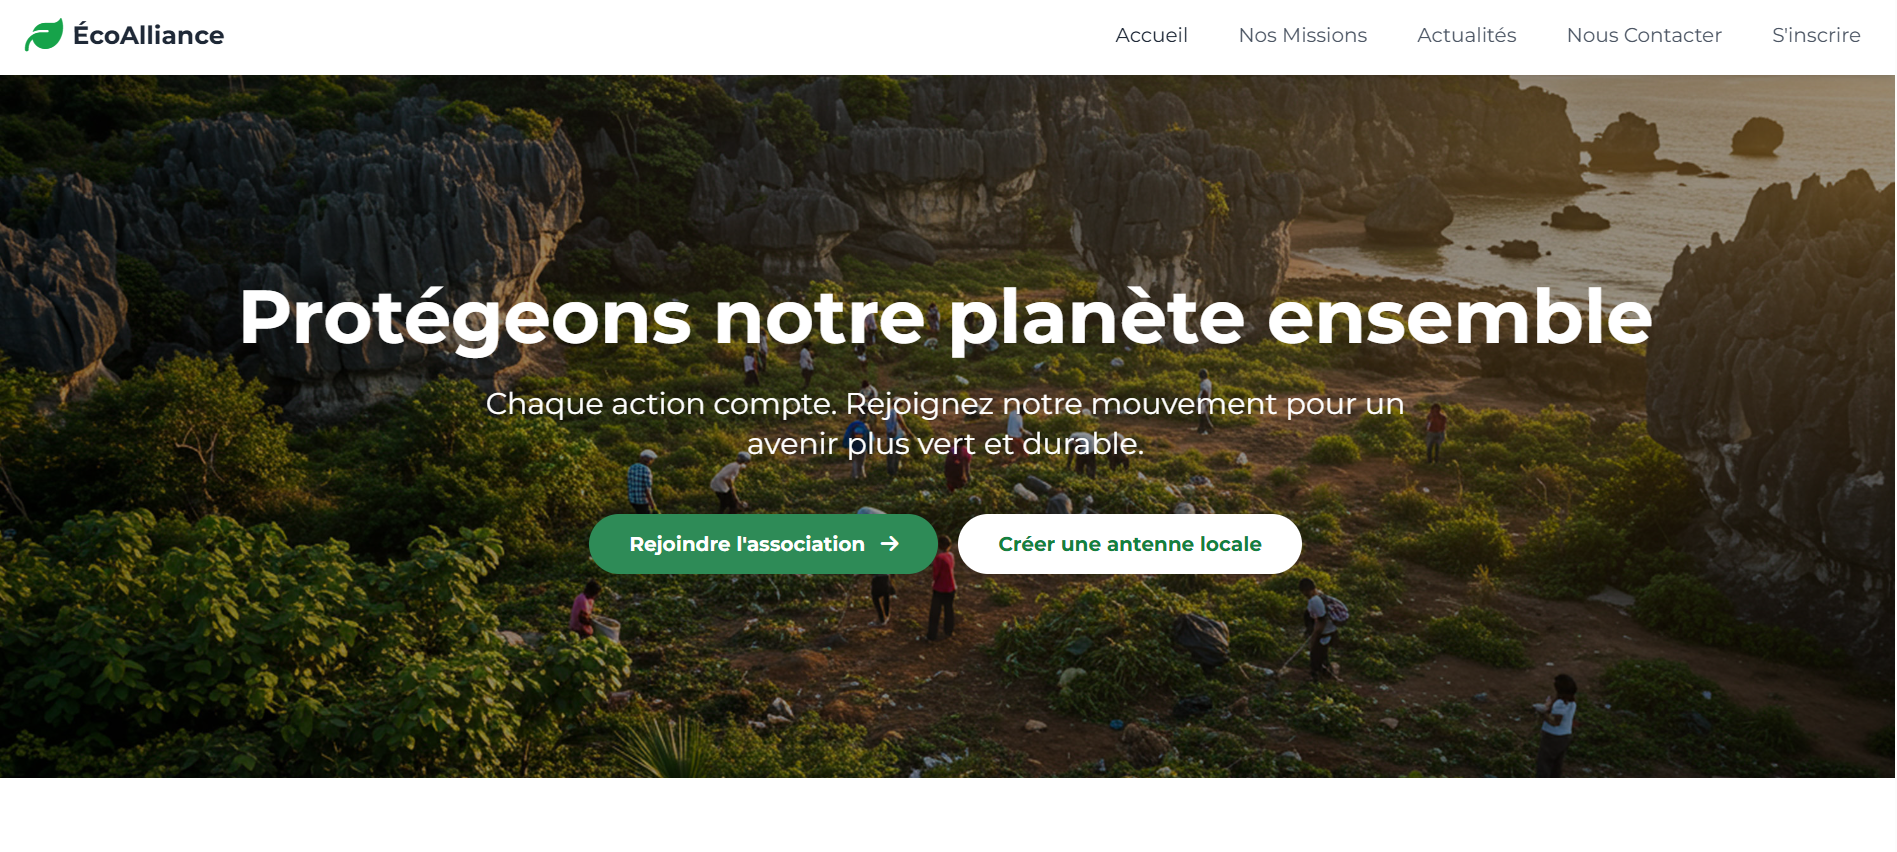 ÉcoAlliance
Accueil
Nos Missions
Actualités
Nous Contacter
S'inscrire
Protégeons notre planète ensemble
Chaque action compte. Rejoignez notre mouvement pour un
avenir plus vert et durable.
Rejoindre l'association →
Créer une antenne locale